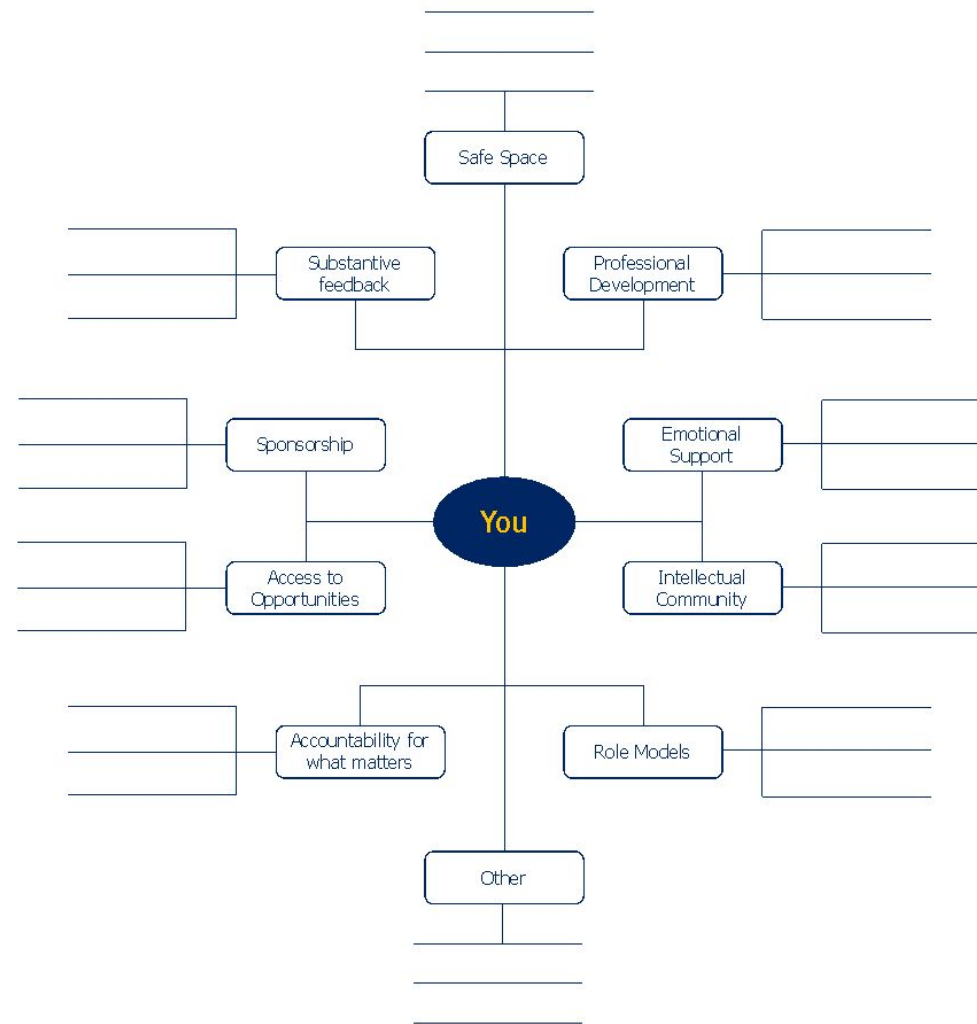 Safe Space
Substantive
feedback
Professional
Development
Sponsorship
Emotional
Support
You
Access to
Opportunities
Intellectual
Community
Accountability for
what matters
Role Models
Other